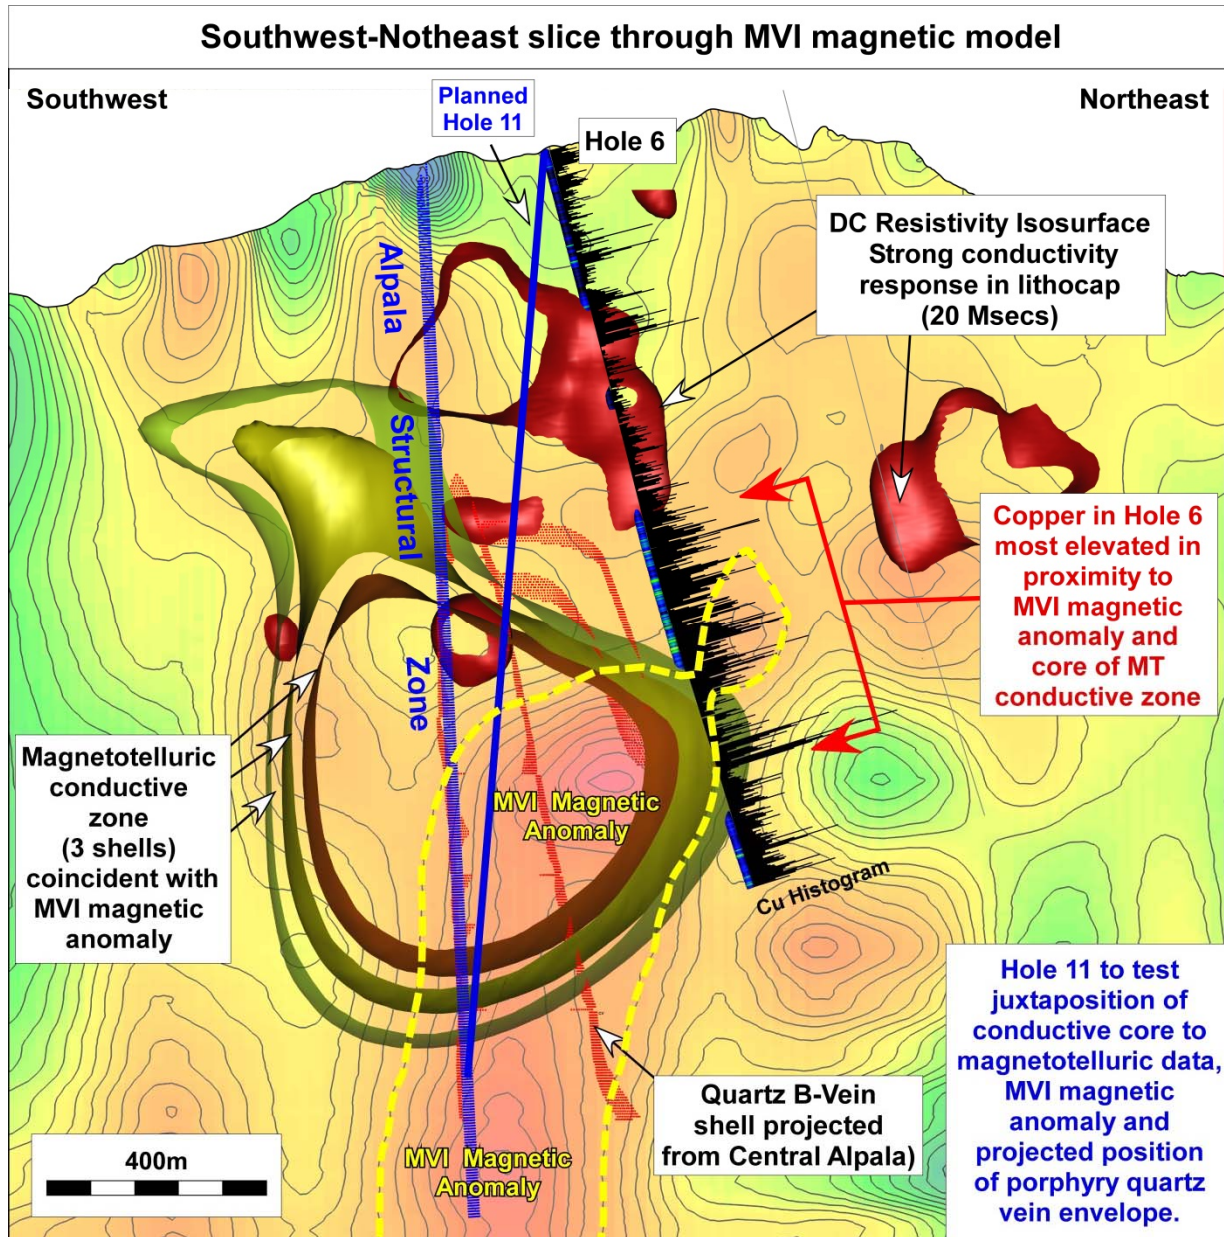 Southwest-Notheast slice through MVI magnetic model
Southwest
Northeast
Planned
Hole 11
Hole 6
DC Resistivity Isosurface
Strong conductivity
response in lithocap
(20 Msecs)
Alpala
Structural
Zone
Copper in Hole 6
most elevated in
proximity to
MVI magnetic
anomaly and
core of MT
conductive zone
Magnetotelluric
conductive
zone
(3 shells)
coincident with
MVI magnetic
anomaly
MVI Magnetic
Anomaly
Cu Histogram
Hole 11 to test
juxtaposition of
conductive core to
magnetotelluric data,
MVI magnetic
anomaly and
projected position
of porphyry quartz
vein envelope.
Quartz B-Vein
shell projected
from Central Alpala)
MVI Magnetic
Anomaly
400m